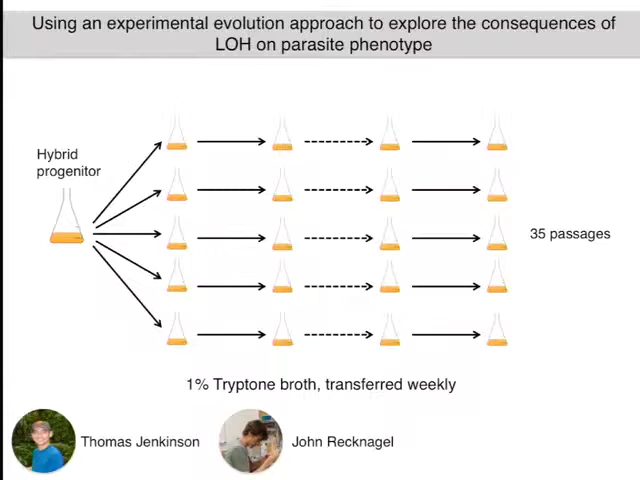 Using an experimental evolution approach to explore the consequences of
LOH on parasite phenotype
Hybrid
progenitor
35 passages
1% Tryptone broth, transferred weekly
Thomas Jenkinson
John Recknagel